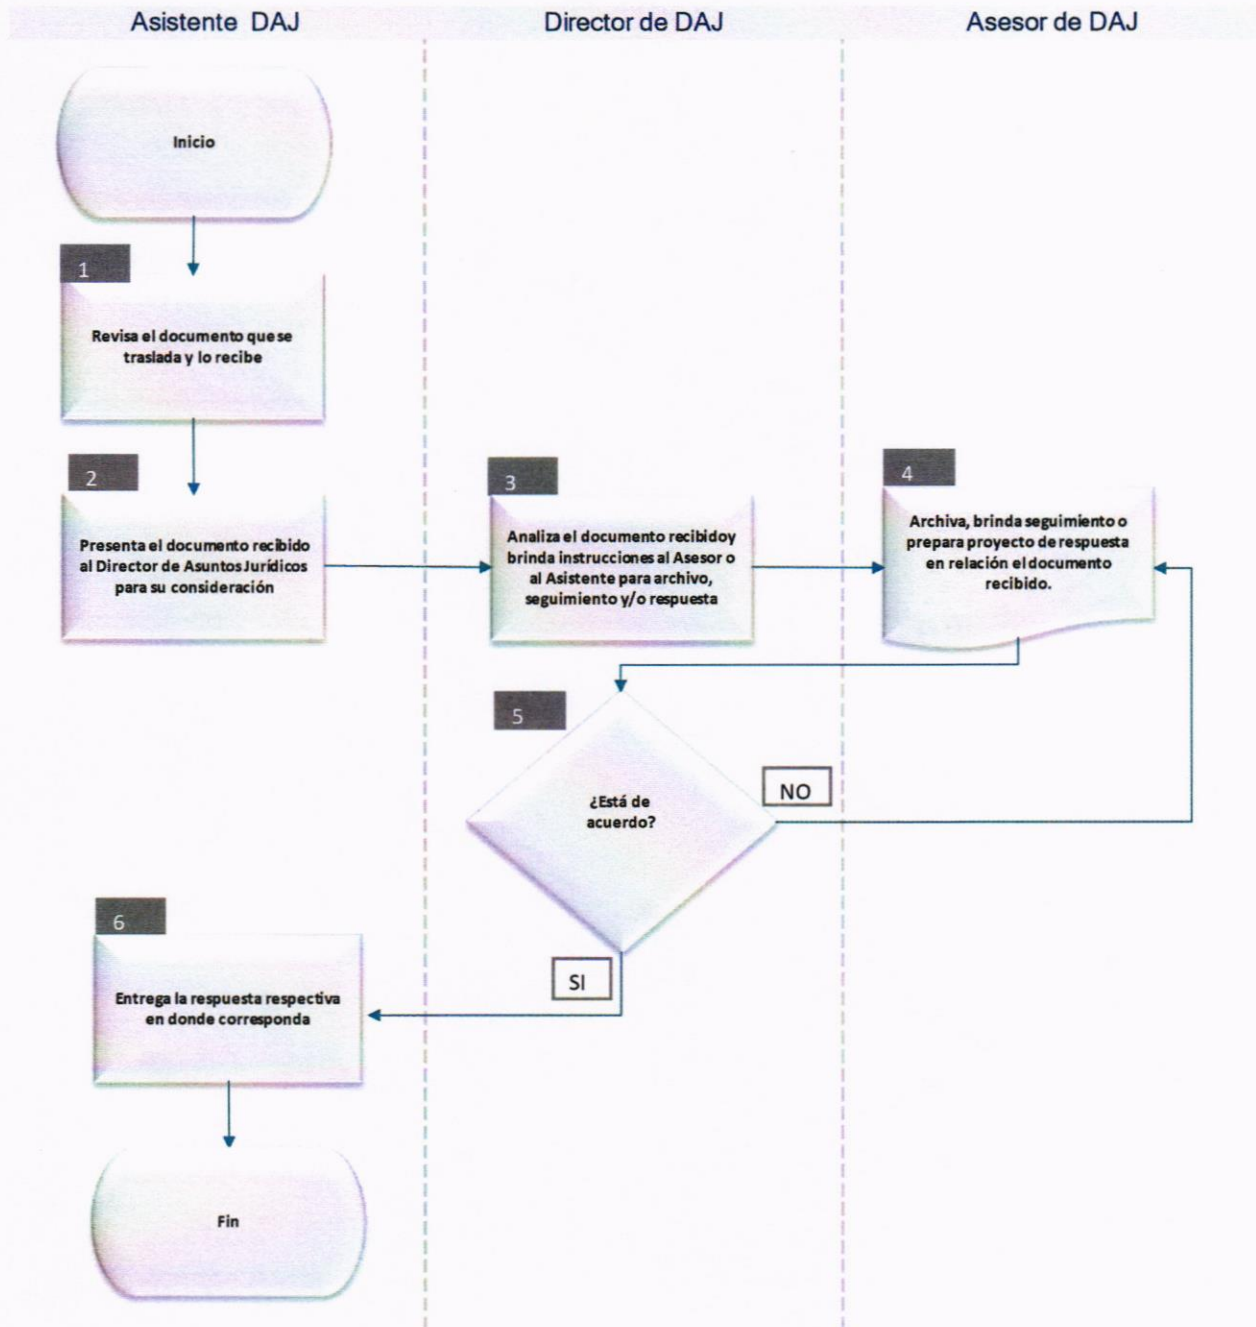 Asistente DAJ
Director de DAJ
Asesor de DAJ
Inicio
1
Revisa el documento que se
traslada y lo recibe
2
Presenta el documento recibido
al Director de Asuntos Jurídicos
para su consideración
3
Analiza el documento recibidoy
brinda instrucciones al Asesor o
al Asistente para archivo,
seguimiento y/o respuesta
4
Archiva, brinda seguimiento o
prepara proyecto de respuesta
en relación el documento
recibido.
5
¿Está de
acuerdo?
NO
SI
6
Entrega la respuesta respectiva
en donde corresponda
Fin